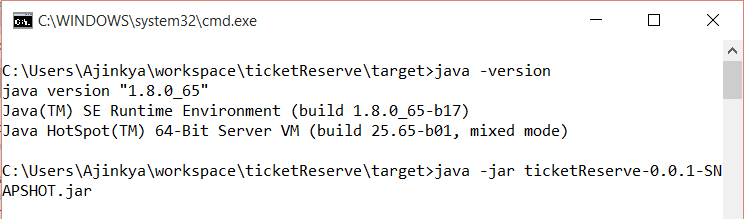 C:\WINDOWS\system32\cmd.exe
C:\Users\Ajinkya\workspace\ticketReserve\target>java -version
java version "1.8.0_65"
Java(TM) SE Runtime Environment (build 1.8.0_65-b17)
Java HotSpot(TM) 64-Bit Server VM (build 25.65-b01, mixed mode)
C:\Users\Ajinkya\workspace\ticketReserve\target>java -jar ticketReserve-0.0.1-SN
APSHOT.jar